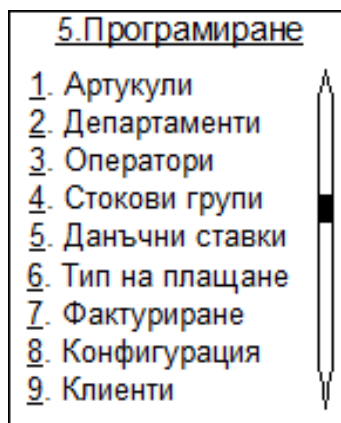 5.Програмиране
1. Артукули
2. Департаменти
3. Оператори
4. Стокови групи
5. Данъчни ставки
6. Тип на плащане
7. Фактуриране
8. Конфигурация
9. Клиенти